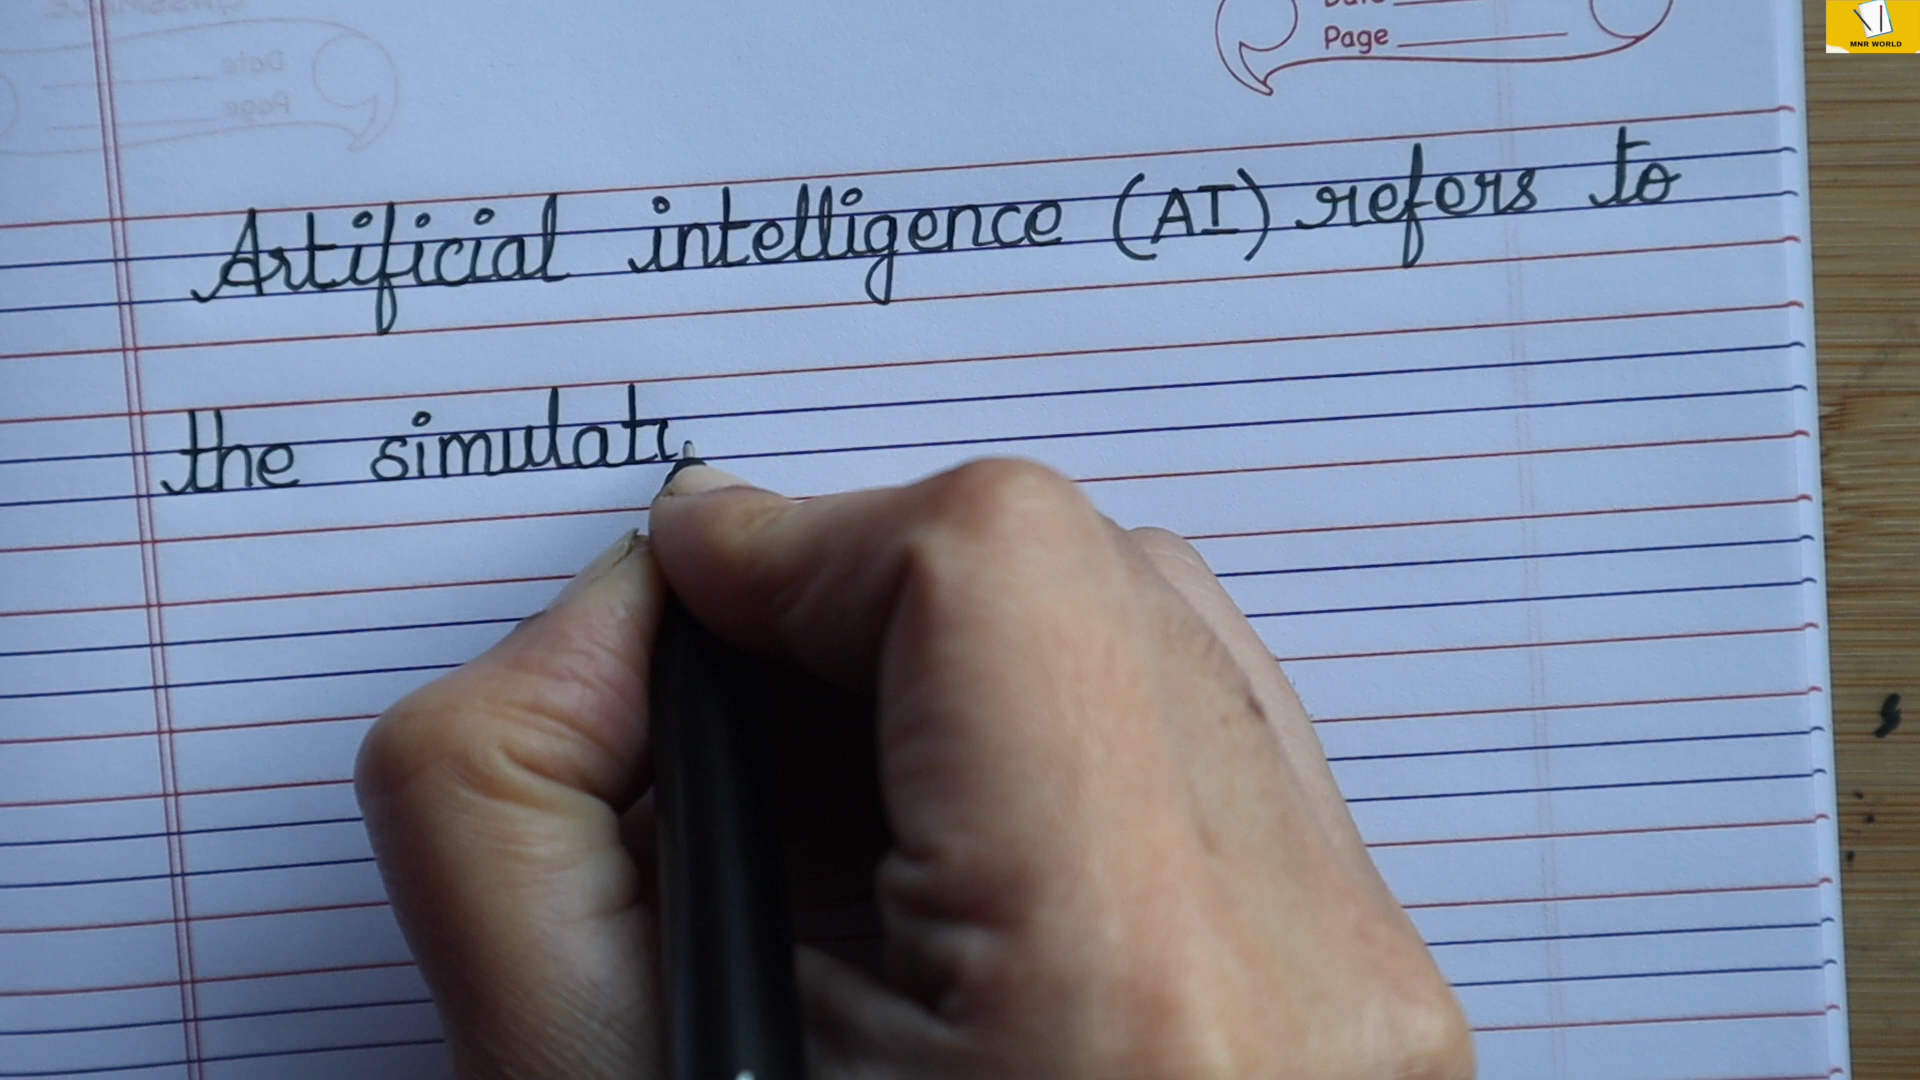 Page
MNR WORLD
Artificial intelligence (AI) refers to
the simulati